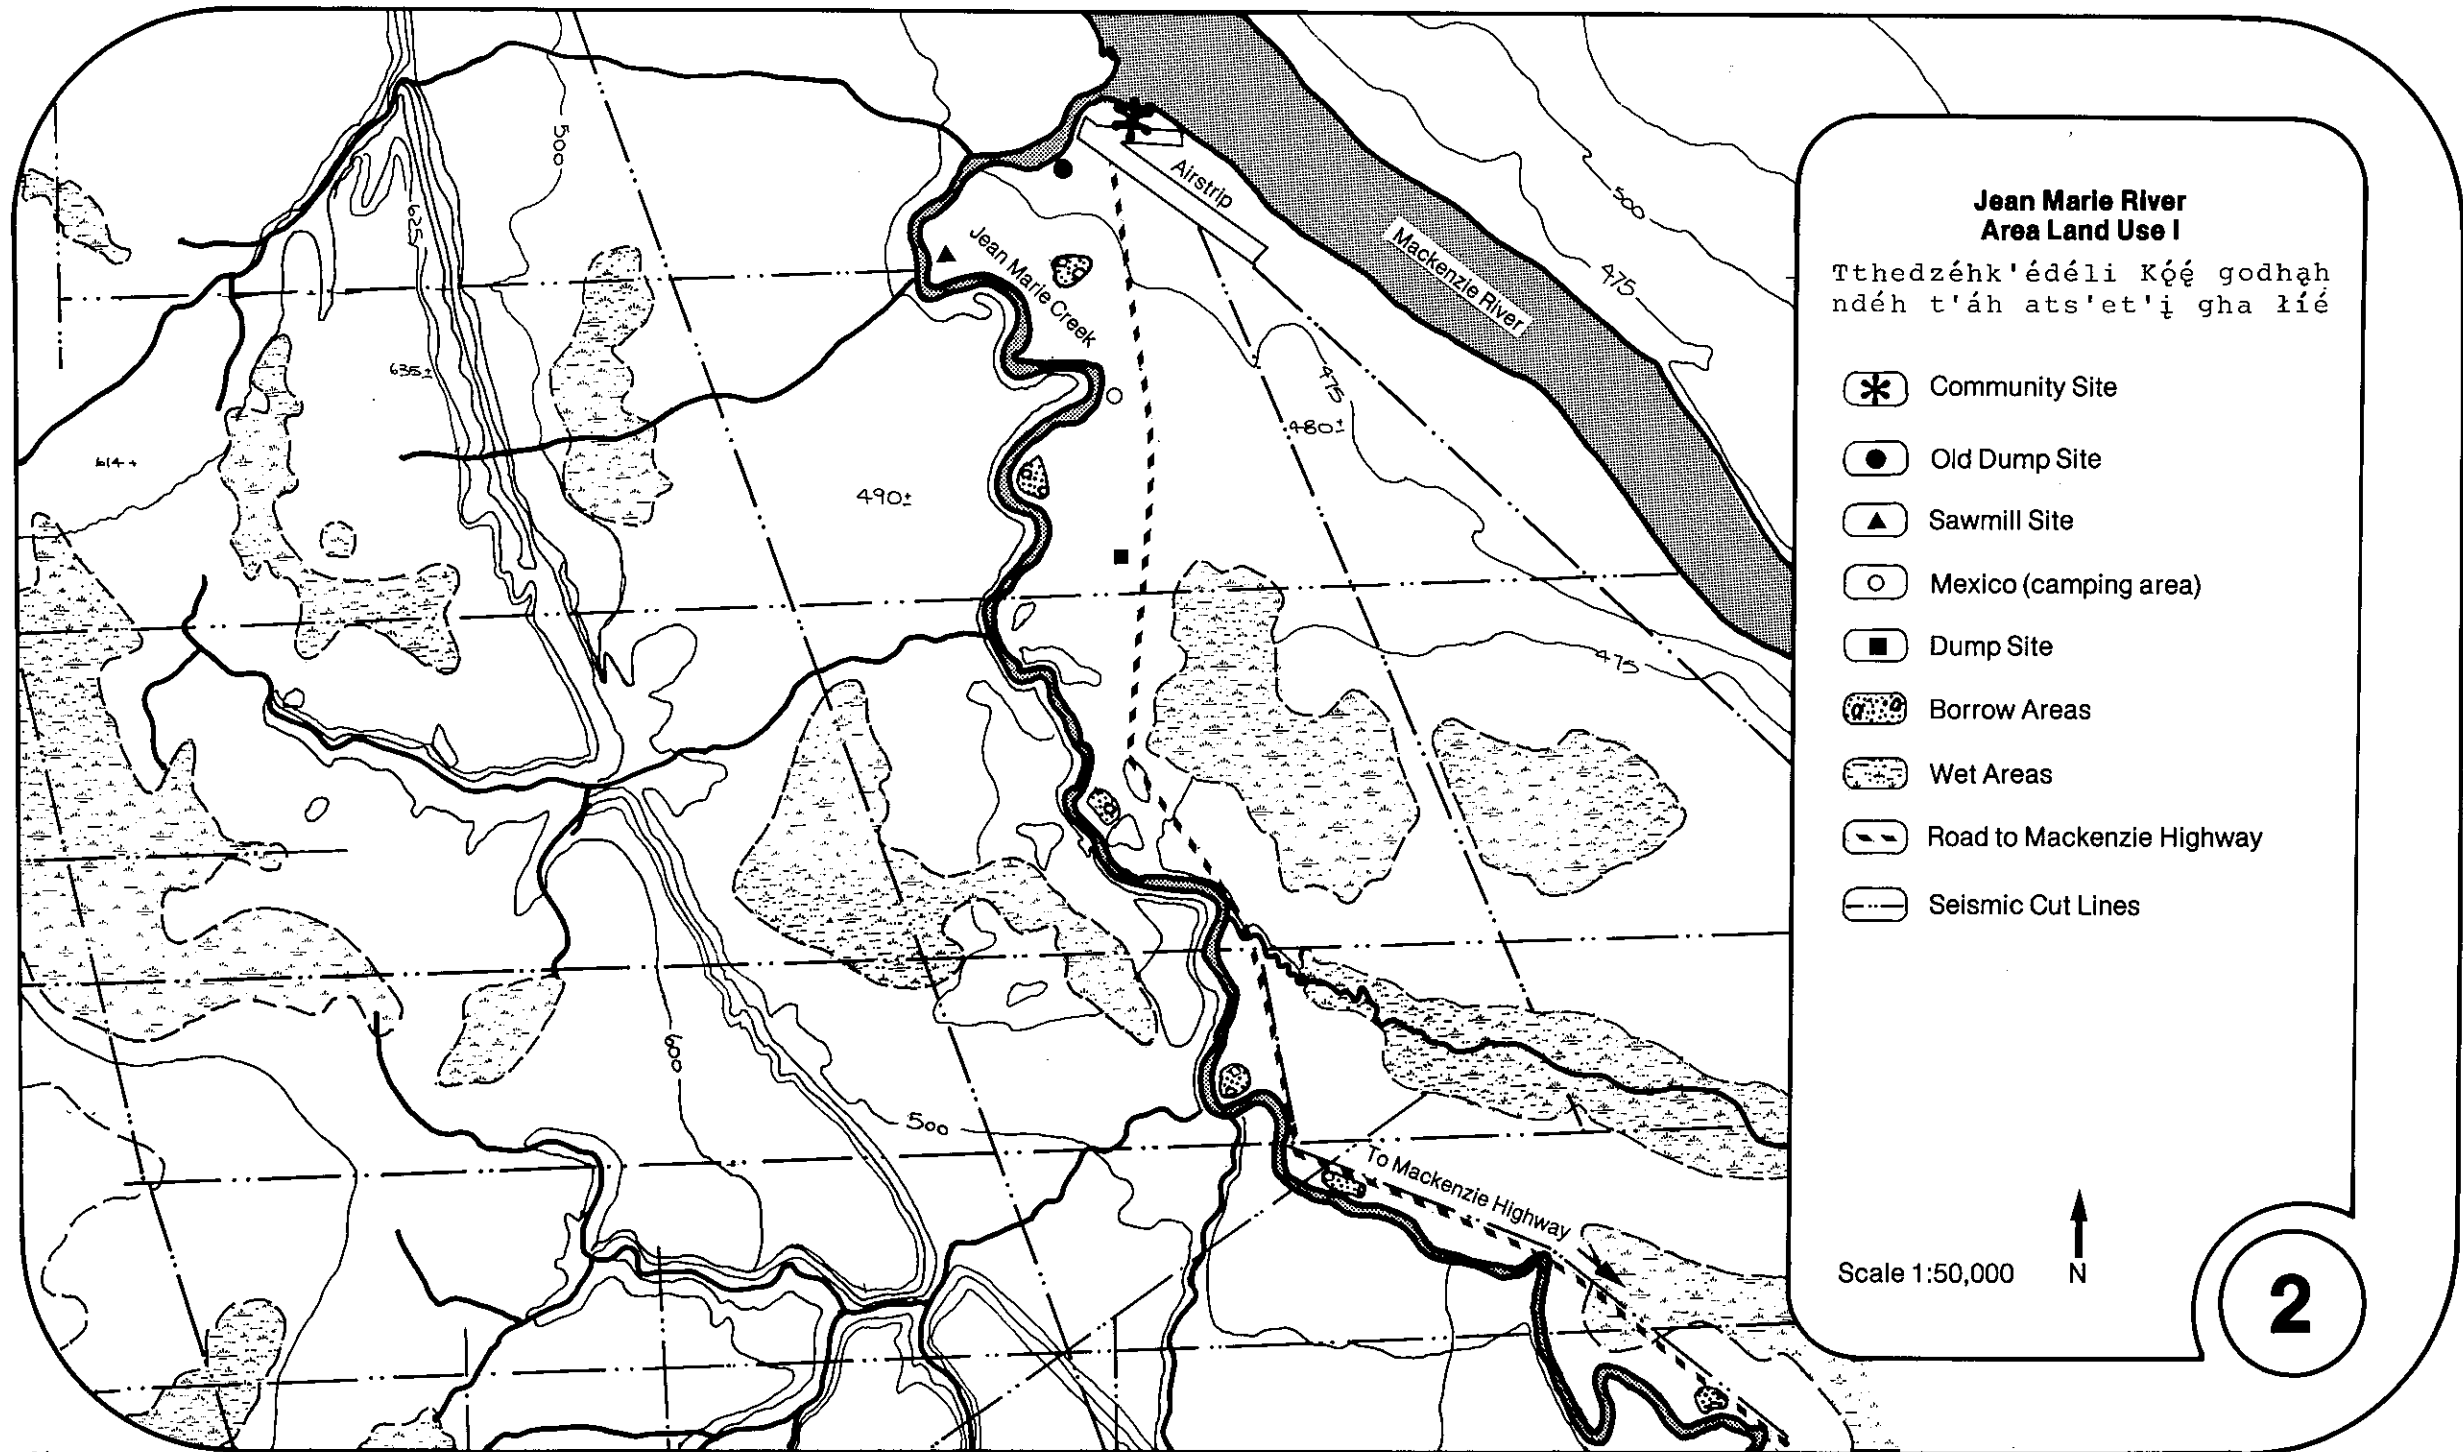 Jean Marie River
Area Land Use I
Tthedzéhk'édéli Kǫ́ę́ godhąh
ndéh t'áh ats'et'į gha łíé
Community Site
Old Dump Site
Sawmill Site
Mexico (camping area)
Dump Site
Borrow Areas
Wet Areas
Road to Mackenzie Highway
Seismic Cut Lines
Scale 1:50,000
N
2
Airstrip
Mackenzie River
Jean Marie Creek
To Mackenzie Highway
500
625
635±
614+
490±
500
475
475
480±
475
600
500